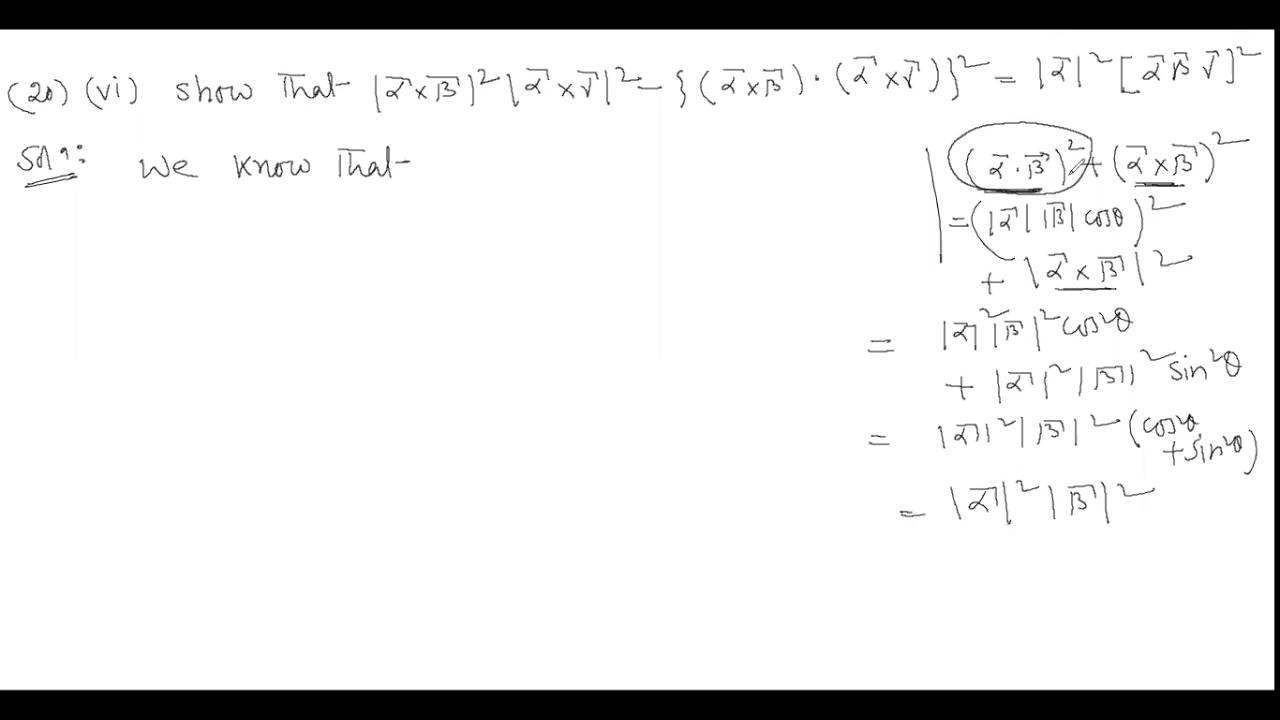 (20) (vi) show That |α⃗×β⃗|²|α⃗×γ⃗|² - {(α⃗×β⃗)·(α⃗×γ⃗)}² = |α⃗|²[α⃗ β⃗ γ⃗]²
Solⁿ: We know That
(α⃗·β⃗)² + (α⃗×β⃗)²
= (|α⃗||β⃗| cosθ)²
+ |α⃗×β⃗|²
= |α⃗|²|β⃗|² cos²θ
+ |α⃗|²|β⃗|² sin²θ
= |α⃗|²|β⃗|² (cos²θ
+sin²θ)
= |α⃗|²|β⃗|²